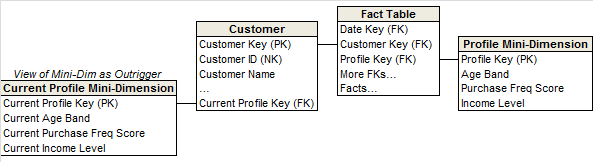 Fact Table
Date Key (FK)
Customer Key (FK)
Profile Key (FK)
More FKs...
Facts...
Customer
Customer Key (PK)
Customer ID (NK)
Customer Name
...
Current Profile Key (FK)
Profile Mini-Dimension
Profile Key (PK)
Age Band
Purchase Freq Score
Income Level
View of Mini-Dim as Outrigger
Current Profile Mini-Dimension
Current Profile Key (PK)
Current Age Band
Current Purchase Freq Score
Current Income Level